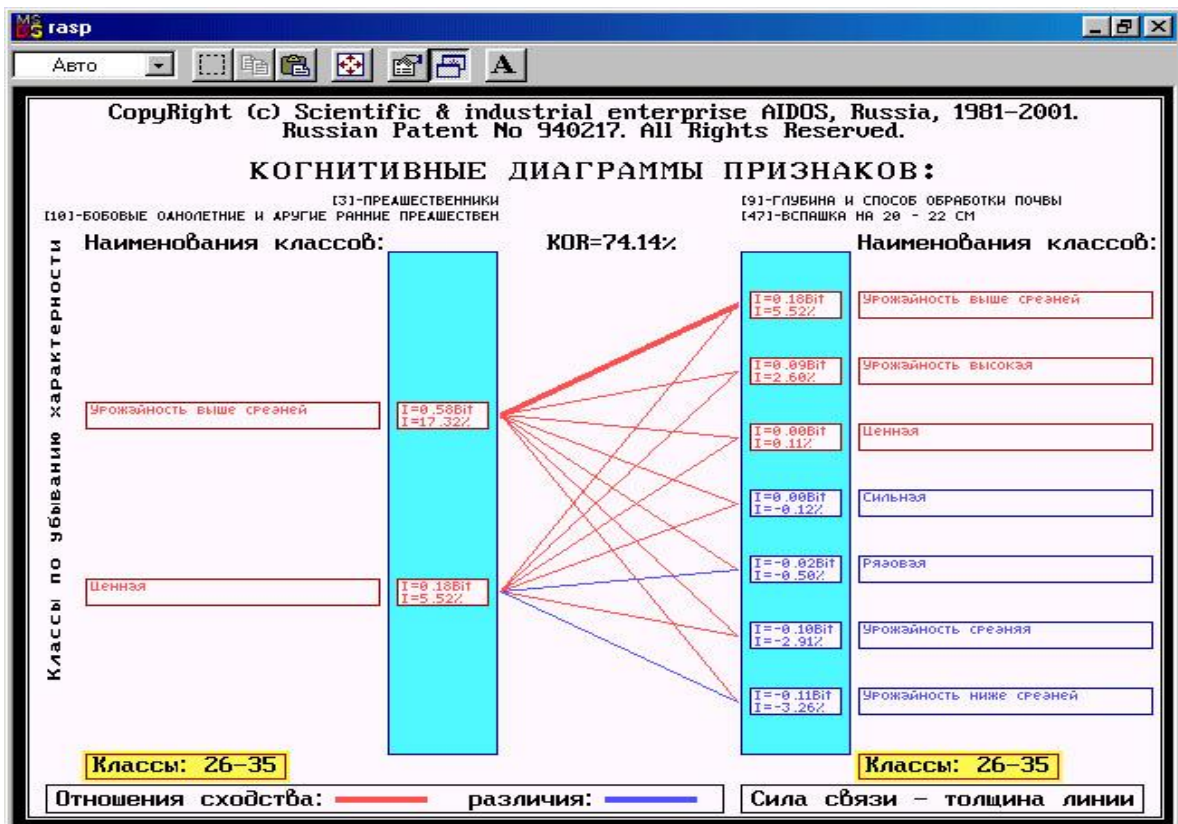 rasp
Авто
A
CopyRight (c) Scientific & industrial enterprise AIDOS, Russia, 1981-2001.
Russian Patent No 940217. All Rights Reserved.
КОГНИТИВНЫЕ ДИАГРАММЫ ПРИЗНАКОВ:
[3]-ПРЕДШЕСТВЕННИКИ
[10]-БОБОВЫЕ ОДНОЛЕТНИЕ И ДРУГИЕ РАННИЕ ПРЕДШЕСТВЕН
[9]-ГЛУБИНА И СПОСОБ ОБРАБОТКИ ПОЧВЫ
[47]-ВСПАШКА НА 20 - 22 СМ
Наименования классов:
KOR=74.14%
Наименования классов:
Классы по убыванию характерности
Урожайность выше средней
I=0.58Bit
I=17.32%
Ценная
I=0.18Bit
I=5.52%
I=0.18Bit
I=5.52%
Урожайность выше средней
I=0.09Bit
I=2.60%
Урожайность высокая
I=0.00Bit
I=0.11%
Ценная
I=0.00Bit
I=-0.12%
Сильная
I=-0.02Bit
I=-0.50%
Рядовая
I=-0.10Bit
I=-2.91%
Урожайность средняя
I=-0.11Bit
I=-3.26%
Урожайность ниже средней
Классы: 26-35
Классы: 26-35
Отношения сходства: различия:
Сила связи - толщина линии